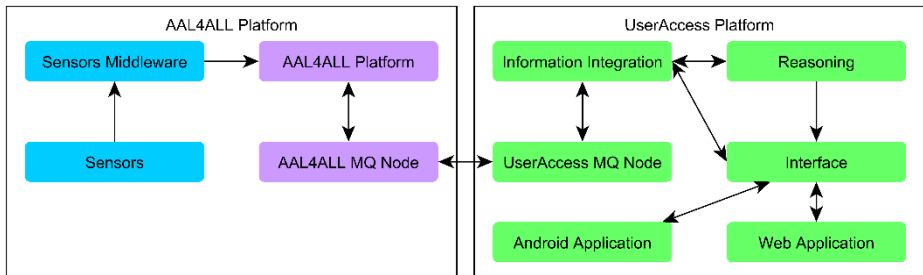 AAL4ALL Platform
UserAccess Platform
Sensors Middleware
AAL4ALL Platform
Information Integration
Reasoning
Sensors
AAL4ALL MQ Node
UserAccess MQ Node
Interface
Android Application
Web Application